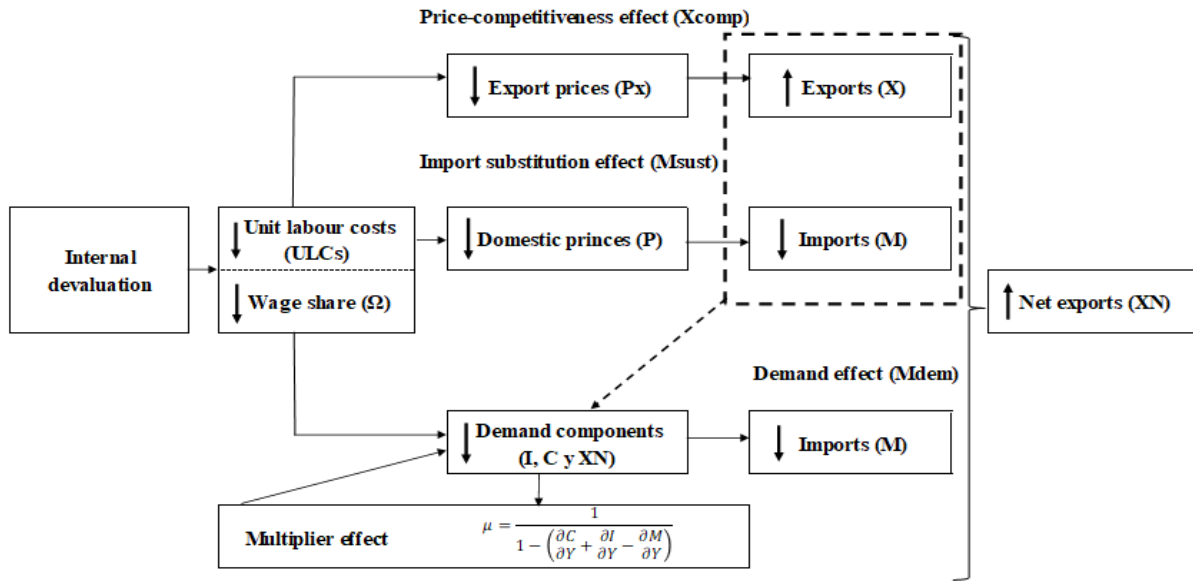 Price-competitiveness effect (Xcomp)
↓ Export prices (Px)
↑ Exports (X)
Import substitution effect (Msust)
Internal
devaluation
↓ Unit labour costs
(ULCs)
↓ Wage share (Ω)
↓ Domestic princes (P)
↓ Imports (M)
↑ Net exports (XN)
Demand effect (Mdem)
↓ Demand components
(I, C y XN)
↓ Imports (M)
Multiplier effect
μ = 1 / (1 − (∂C/∂Y + ∂I/∂Y − ∂M/∂Y))